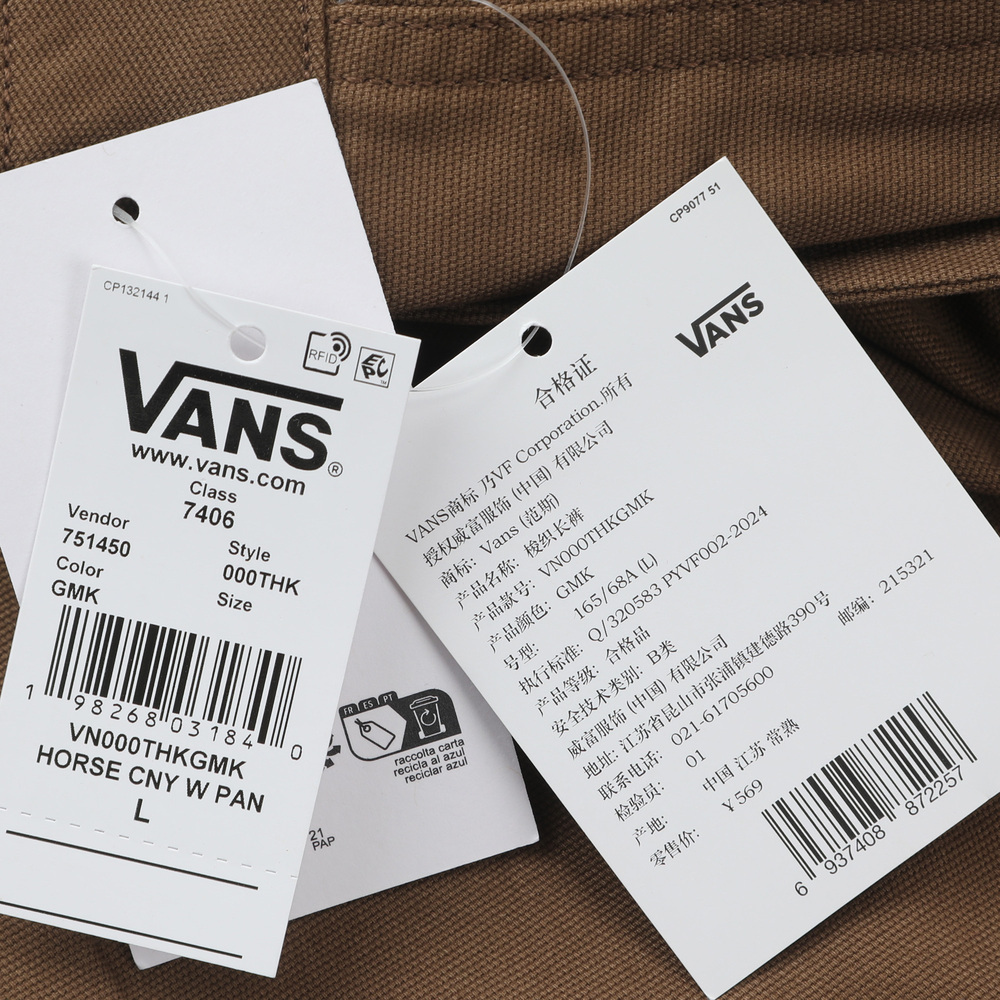 CP132144 1
RFID
EPC
VANS®
www.vans.com
Class
7406
Vendor
751450
Style
000THK
Color
GMK
Size
1 98268 03184 0
VN000THKGMK
HORSE CNY W PAN
L
FR ES PT
raccolta carta
recicla al azul
reciclar azul
21
PAP
CP9077 51
VANS
合格证
VANS商标 乃VF Corporation.所有
授权威富服饰 (中国) 有限公司
商标: Vans (范斯)
产品名称: 梭织长裤
产品款号: VN000THKGMK
产品颜色: GMK
号型: 165/68A (L)
执行标准: Q/320583 PYVF002-2024
产品等级: 合格品
安全技术类别: B类
威富服饰 (中国) 有限公司
地址: 江苏省昆山市张浦镇建德路390号 邮编: 215321
联系电话: 021-61705600
检验员: 01
产地: 中国 江苏 常熟
零售价: ￥569
6 937408 872257